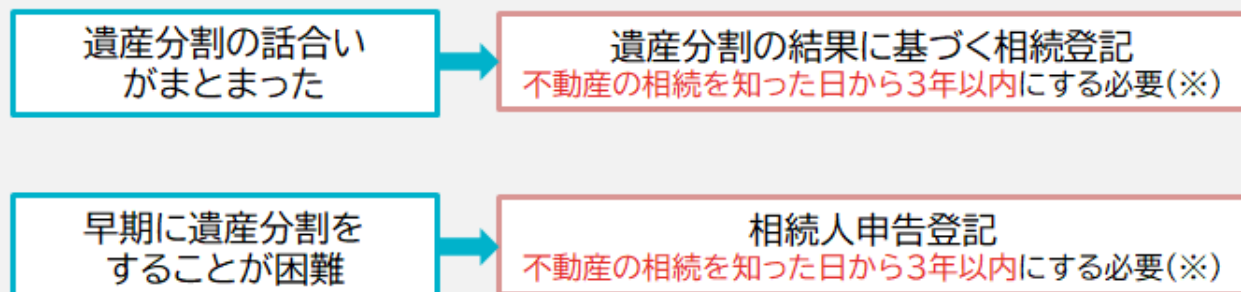 遺産分割の話合い
がまとまった
遺産分割の結果に基づく相続登記
不動産の相続を知った日から3年以内にする必要(※)
早期に遺産分割を
することが困難
相続人申告登記
不動産の相続を知った日から3年以内にする必要(※)